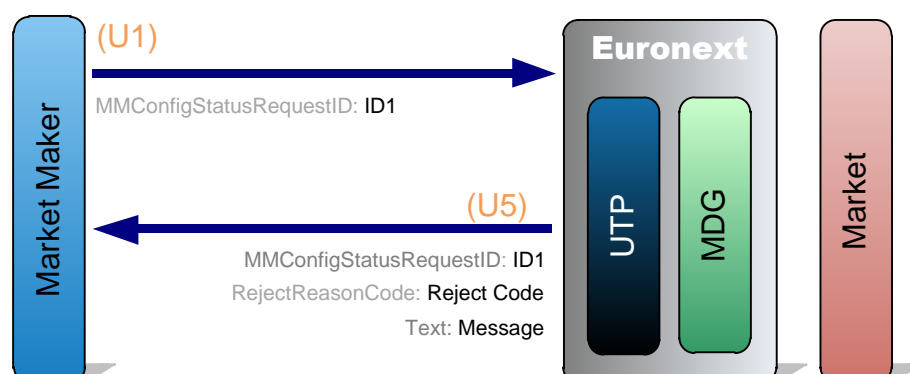 (U1)
Euronext
MMConfigStatusRequestID: ID1
Market Maker
UTP
MDG
Market
(U5)
MMConfigStatusRequestID: ID1
RejectReasonCode: Reject Code
Text: Message